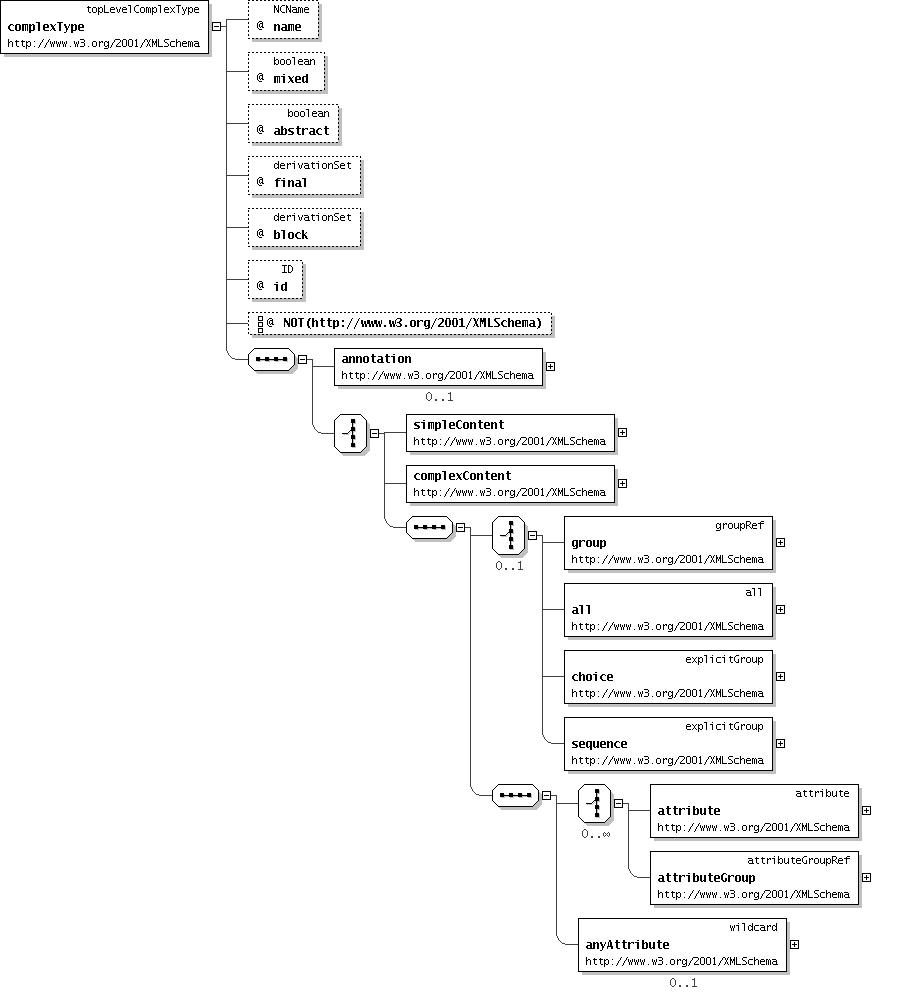 topLevelComplexType
complexType
http://www.w3.org/2001/XMLSchema
NCName
@ name
boolean
@ mixed
boolean
@ abstract
derivationSet
@ final
derivationSet
@ block
ID
@ id
@ NOT(http://www.w3.org/2001/XMLSchema)
annotation
http://www.w3.org/2001/XMLSchema
0..1
simpleContent
http://www.w3.org/2001/XMLSchema
complexContent
http://www.w3.org/2001/XMLSchema
0..1
groupRef
group
http://www.w3.org/2001/XMLSchema
all
all
http://www.w3.org/2001/XMLSchema
explicitGroup
choice
http://www.w3.org/2001/XMLSchema
explicitGroup
sequence
http://www.w3.org/2001/XMLSchema
0..∞
attribute
attribute
http://www.w3.org/2001/XMLSchema
attributeGroupRef
attributeGroup
http://www.w3.org/2001/XMLSchema
wildcard
anyAttribute
http://www.w3.org/2001/XMLSchema
0..1